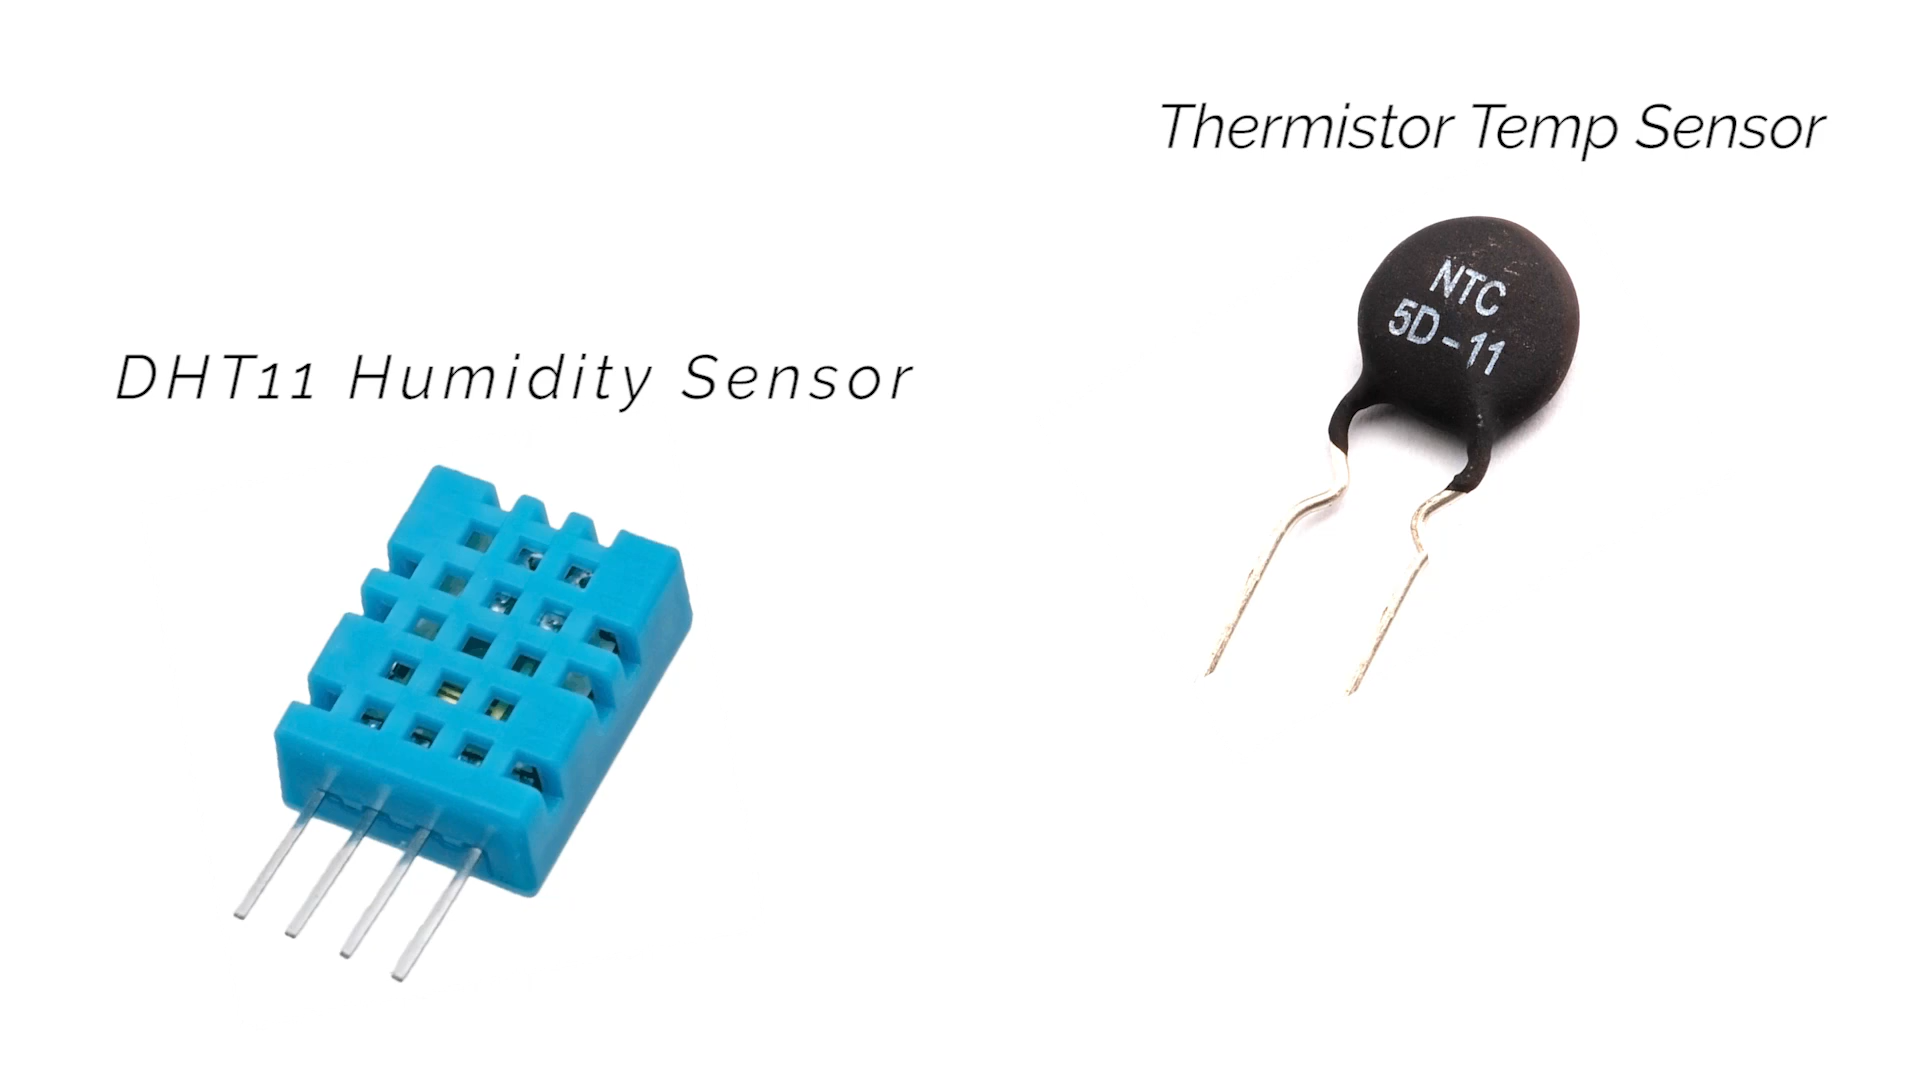 Thermistor Temp Sensor
NTC
5D-11
DHT11 Humidity Sensor